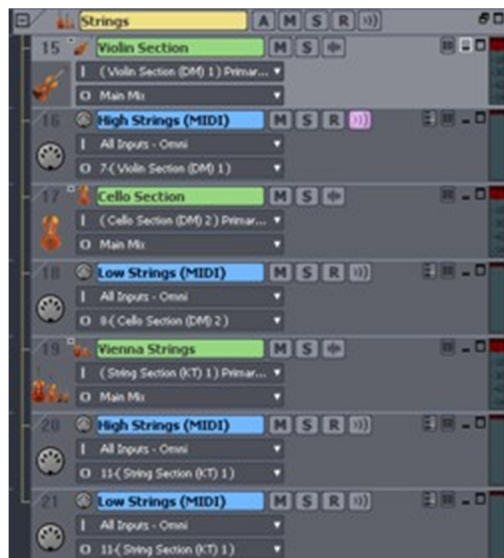 Strings A M S R
15 Violin Section M S
I (Violin Section (DM) 1) Primar...
O Main Mix
16 High Strings (MIDI) M S R
I All Inputs - Omni
O 7-( Violin Section (DM) 1)
17 Cello Section M S
I (Cello Section (DM) 2) Primar...
O Main Mix
18 Low Strings (MIDI) M S R
I All Inputs - Omni
O 8-( Cello Section (DM) 2)
19 Vienna Strings M S
I (String Section (KT) 1) Primar...
O Main Mix
20 High Strings (MIDI) M S R
I All Inputs - Omni
O 11-( String Section (KT) 1)
21 Low Strings (MIDI) M S R
I All Inputs - Omni
O 11-( String Section (KT) 1)